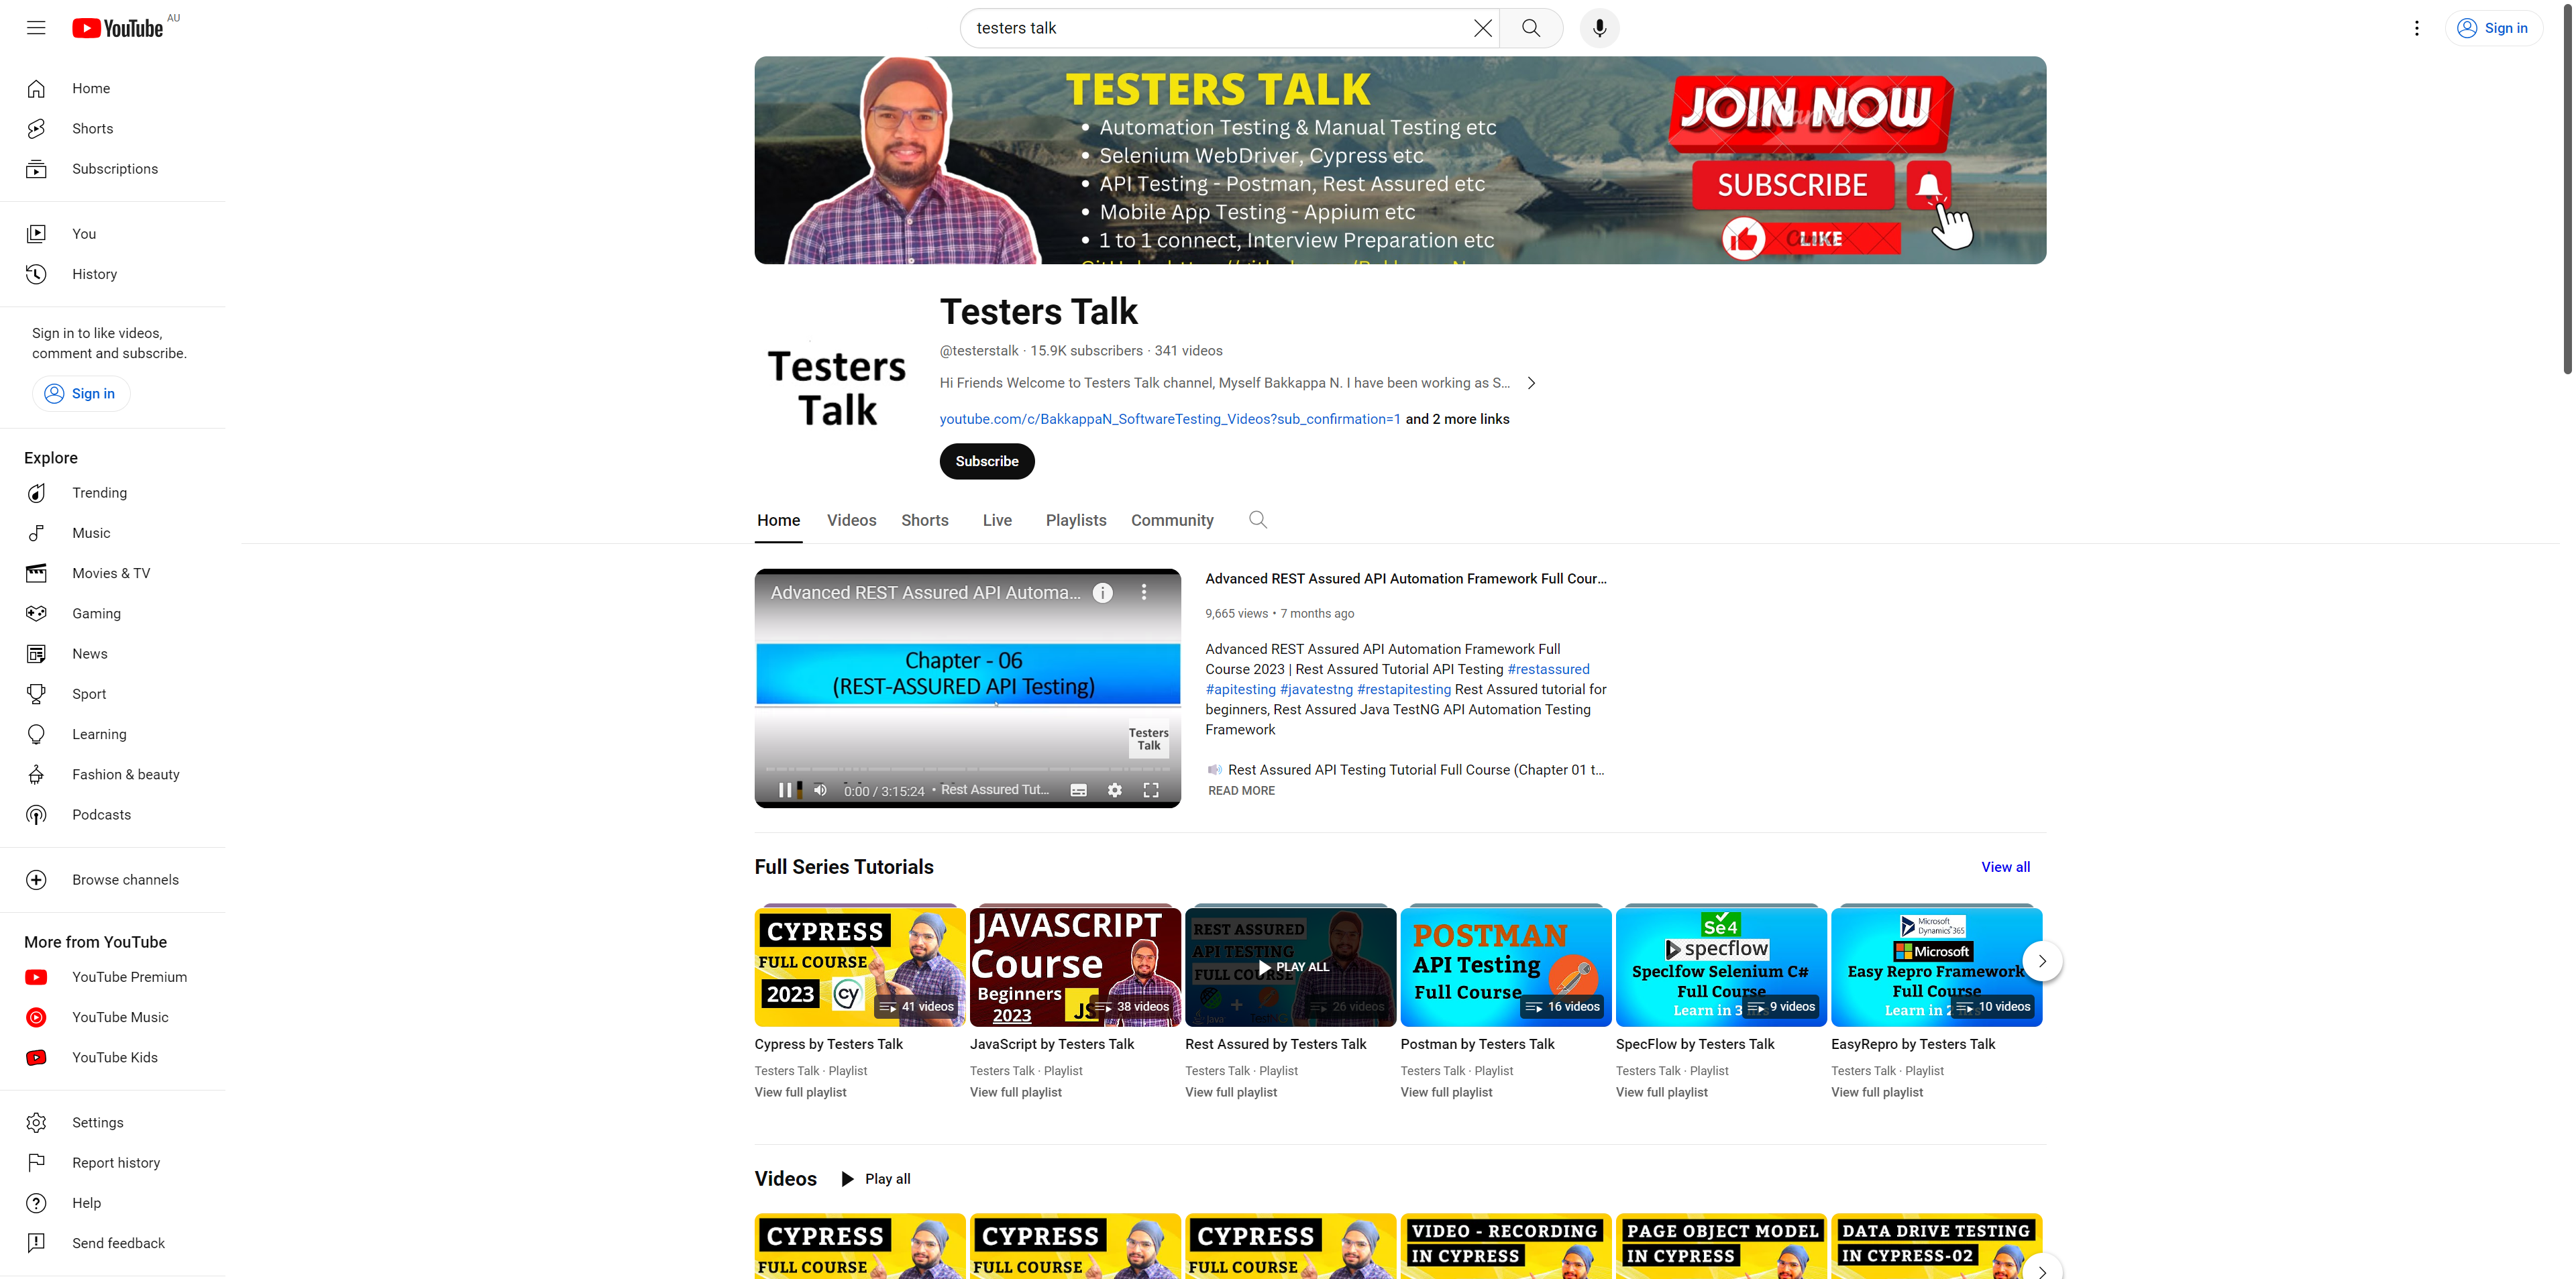 YouTube AU
testers talk
Sign in
Home
Shorts
Subscriptions
You
History
Sign in to like videos,
comment and subscribe.
Sign in
Explore
Trending
Music
Movies & TV
Gaming
News
Sport
Learning
Fashion & beauty
Podcasts
Browse channels
More from YouTube
YouTube Premium
YouTube Music
YouTube Kids
Settings
Report history
Help
Send feedback
TESTERS TALK
• Automation Testing & Manual Testing etc
• Selenium WebDriver, Cypress etc
• API Testing - Postman, Rest Assured etc
• Mobile App Testing - Appium etc
• 1 to 1 connect, Interview Preparation etc
JOIN NOW
SUBSCRIBE
LIKE
Testers
Talk
Testers Talk
@testerstalk · 15.9K subscribers · 341 videos
Hi Friends Welcome to Testers Talk channel, Myself Bakkappa N. I have been working as S...
youtube.com/c/BakkappaN_SoftwareTesting_Videos?sub_confirmation=1 and 2 more links
Subscribe
Home Videos Shorts Live Playlists Community
Advanced REST Assured API Automa...
Chapter - 06
(REST-ASSURED API Testing)
Testers
Talk
0:00 / 3:15:24 • Rest Assured Tut...
Advanced REST Assured API Automation Framework Full Cour...
9,665 views • 7 months ago
Advanced REST Assured API Automation Framework Full
Course 2023 | Rest Assured Tutorial API Testing #restassured
#apitesting #javatestng #restapitesting Rest Assured tutorial for
beginners, Rest Assured Java TestNG API Automation Testing
Framework
Rest Assured API Testing Tutorial Full Course (Chapter 01 t...
READ MORE
Full Series Tutorials
View all
CYPRESS
FULL COURSE
2023 cy
41 videos
Cypress by Testers Talk
Testers Talk · Playlist
View full playlist
JAVASCRIPT
Course
Beginners
2023
JS
38 videos
JavaScript by Testers Talk
Testers Talk · Playlist
View full playlist
REST ASSURED
API TESTING
FULL COURSE
PLAY ALL
Java
26 videos
Rest Assured by Testers Talk
Testers Talk · Playlist
View full playlist
POSTMAN
API Testing
Full Course
16 videos
Postman by Testers Talk
Testers Talk · Playlist
View full playlist
Se4
specflow
Speclfow Selenium C#
Full Course
Learn in 3
9 videos
SpecFlow by Testers Talk
Testers Talk · Playlist
View full playlist
Microsoft
Dynamics 365
Microsoft
Easy Repro Framework
Full Course
Learn in 2
10 videos
EasyRepro by Testers Talk
Testers Talk · Playlist
View full playlist
Videos
Play all
CYPRESS
FULL COURSE
CYPRESS
FULL COURSE
CYPRESS
FULL COURSE
VIDEO - RECORDING
IN CYPRESS
PAGE OBJECT MODEL
IN CYPRESS
DATA DRIVE TESTING
IN CYPRESS-02